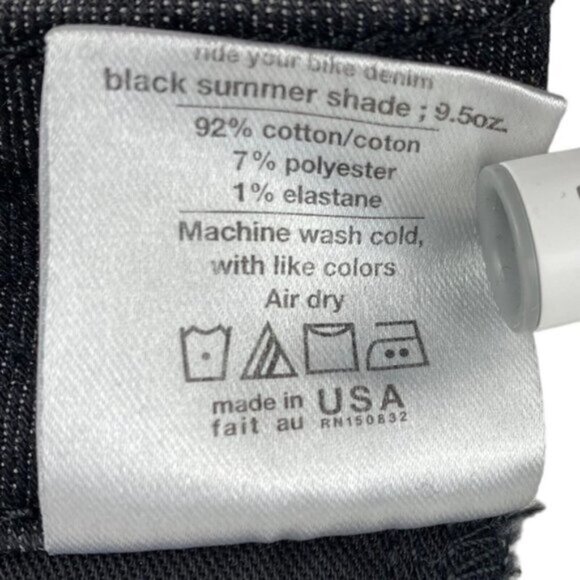 ride your bike denim
black summer shade ; 9.5oz.
92% cotton/coton
7% polyester
1% elastane
Machine wash cold,
with like colors
Air dry
made in USA
fait au RN150832